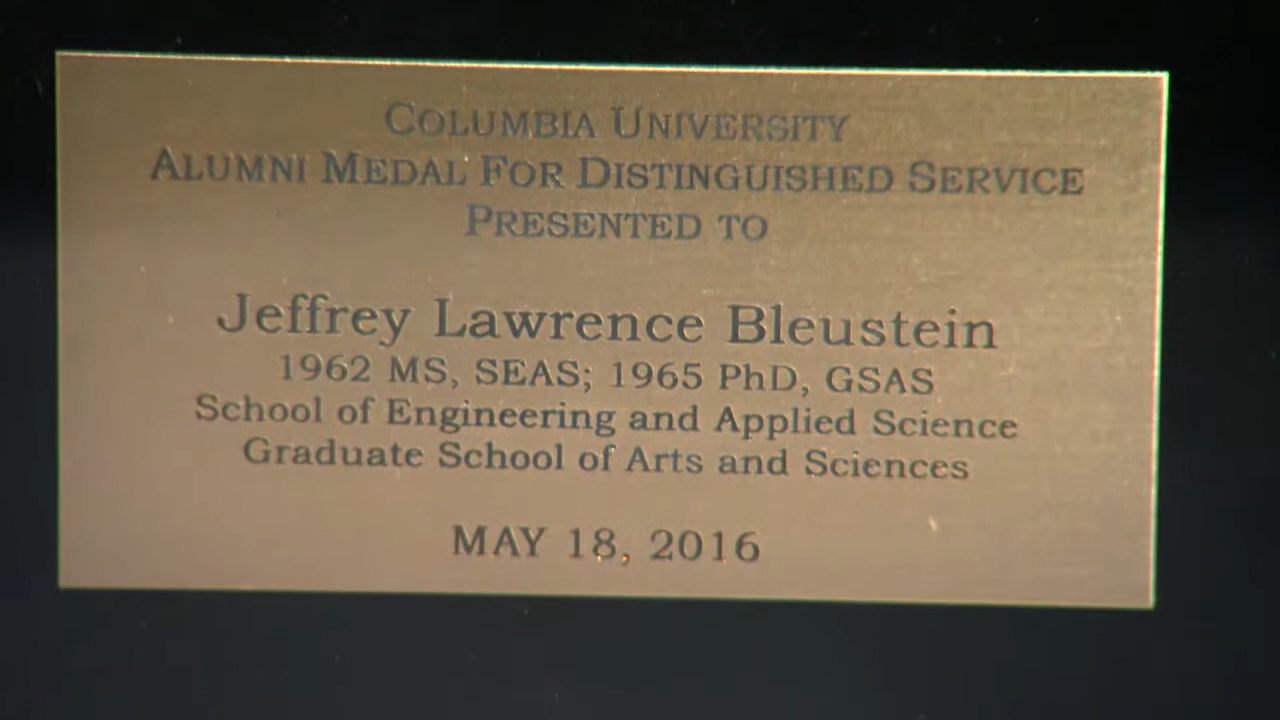 COLUMBIA UNIVERSITY
ALUMNI MEDAL FOR DISTINGUISHED SERVICE
PRESENTED TO
Jeffrey Lawrence Bleustein
1962 MS, SEAS; 1965 PhD, GSAS
School of Engineering and Applied Science
Graduate School of Arts and Sciences
MAY 18, 2016